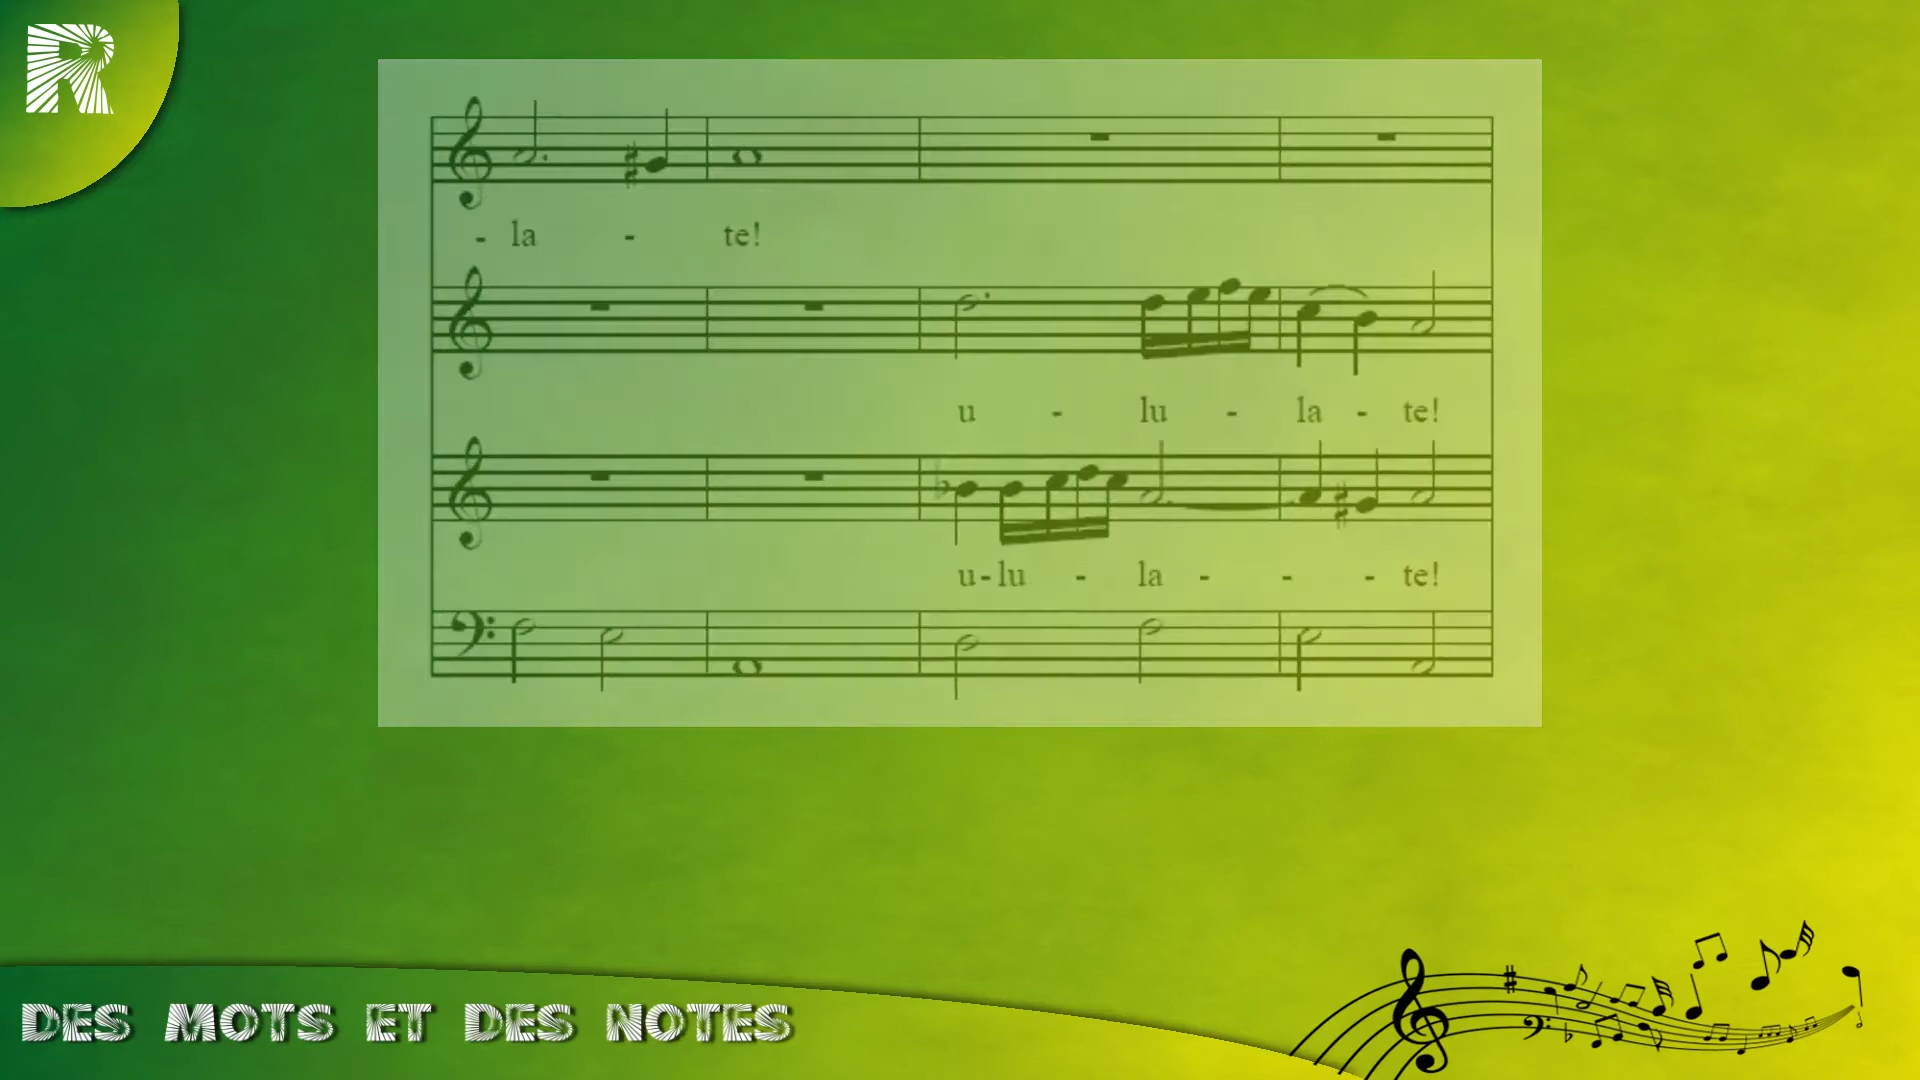 R
- la - te!
u - lu - la - te!
u - lu - la - - - te!
DES MOTS ET DES NOTES